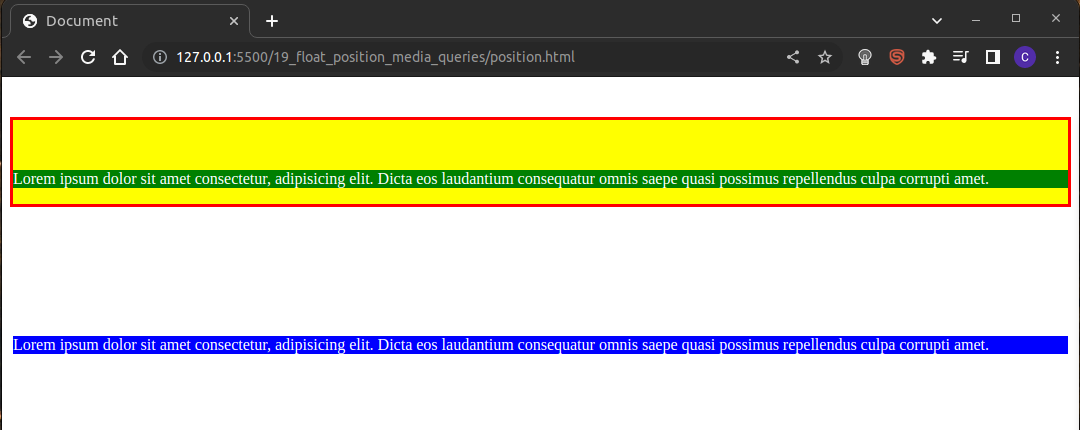 Document
127.0.0.1:5500/19_float_position_media_queries/position.html
C
Lorem ipsum dolor sit amet consectetur, adipisicing elit. Dicta eos laudantium consequatur omnis saepe quasi possimus repellendus culpa corrupti amet.
Lorem ipsum dolor sit amet consectetur, adipisicing elit. Dicta eos laudantium consequatur omnis saepe quasi possimus repellendus culpa corrupti amet.